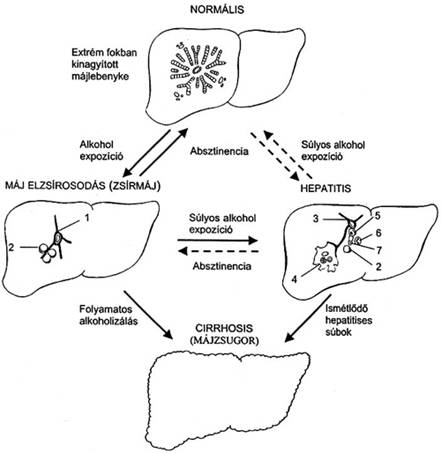 NORMÁLIS
Extrém fokban
kinagyított
májlebenyke
Alkohol
expozíció
Absztinencia
Súlyos alkohol
expozíció
MÁJ ELZSÍROSODÁS (ZSÍRMÁJ)
HEPATITIS
1
2
Súlyos alkohol
expozíció
Absztinencia
3
5
6
7
4
2
Folyamatos
alkoholizálás
CIRRHOSIS
(MÁJZSUGOR)
Ismétlődő
hepatitises
súbok